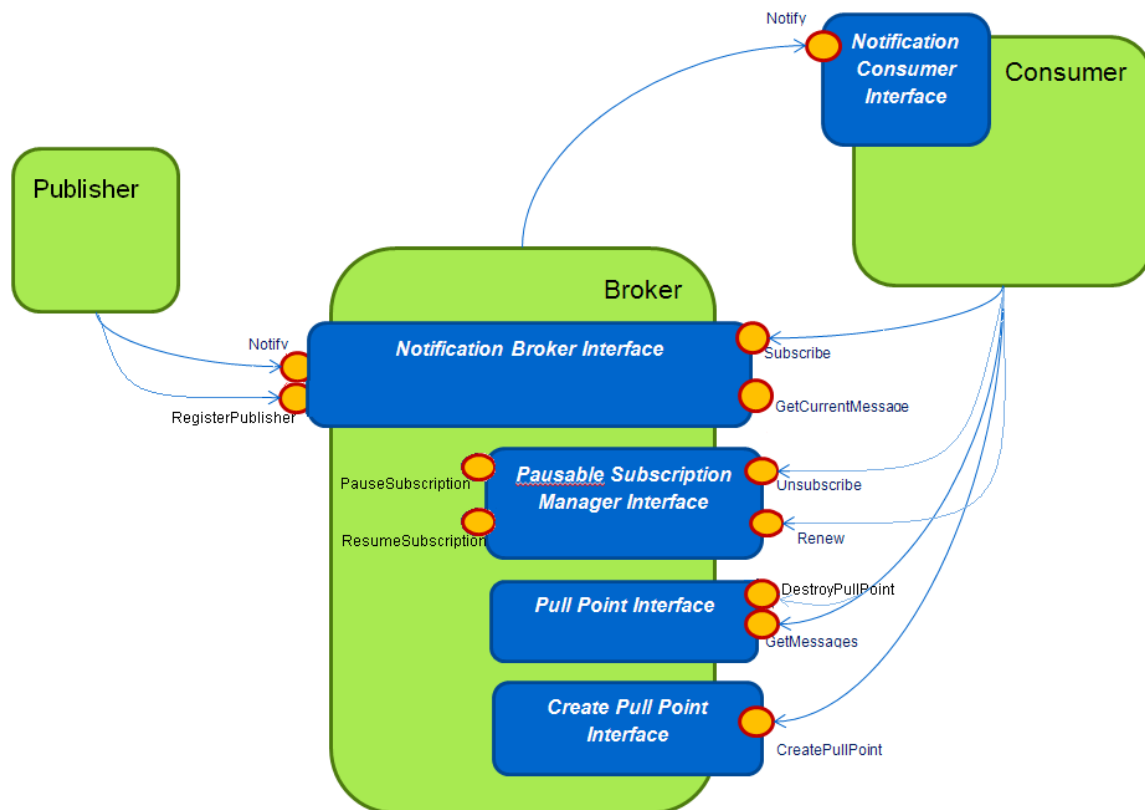 Notify
Notification
Consumer
Interface
Consumer
Publisher
Broker
Notify
Notification Broker Interface
Subscribe
RegisterPublisher
GetCurrentMessage
PauseSubscription
Pausable Subscription
Manager Interface
Unsubscribe
ResumeSubscription
Renew
DestroyPullPoint
Pull Point Interface
GetMessages
Create Pull Point
Interface
CreatePullPoint